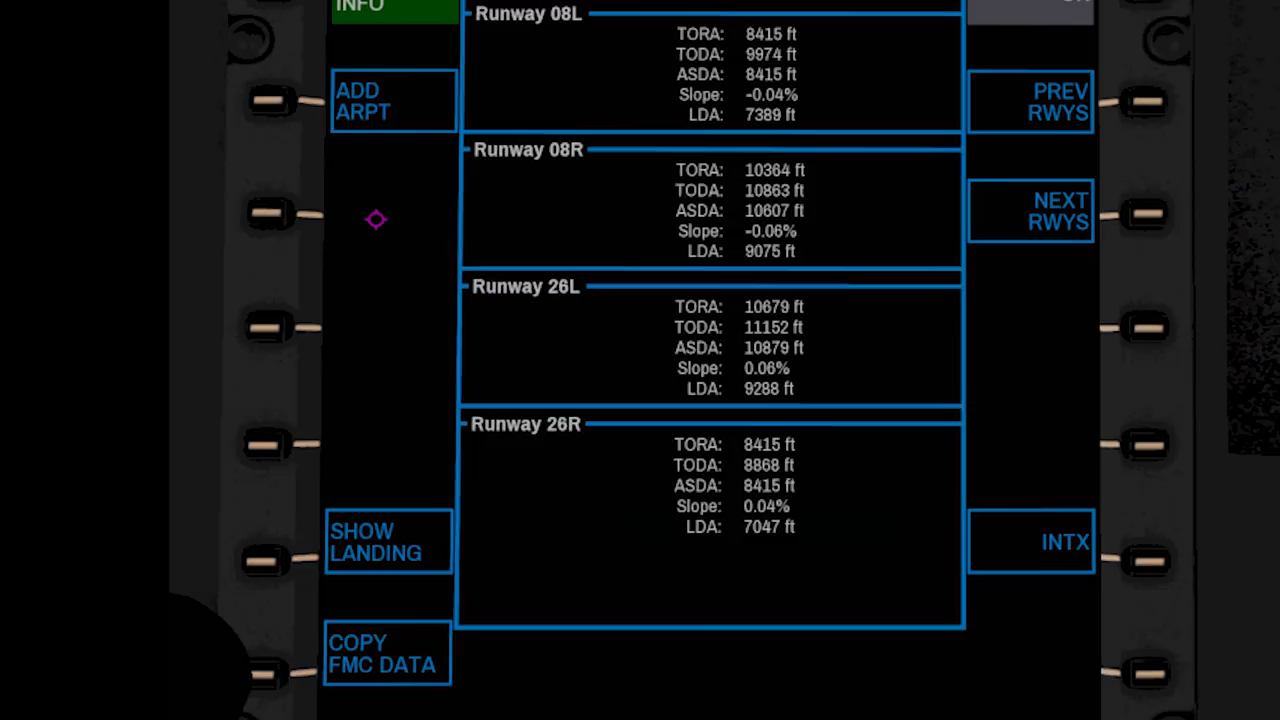 INFO
Runway 08L
TORA: 8415 ft
TODA: 9974 ft
ASDA: 8415 ft
Slope: -0.04%
LDA: 7389 ft
ADD
ARPT
PREV
RWYS
Runway 08R
TORA: 10364 ft
TODA: 10863 ft
ASDA: 10607 ft
Slope: -0.06%
LDA: 9075 ft
NEXT
RWYS
Runway 26L
TORA: 10679 ft
TODA: 11152 ft
ASDA: 10879 ft
Slope: 0.06%
LDA: 9288 ft
Runway 26R
TORA: 8415 ft
TODA: 8868 ft
ASDA: 8415 ft
Slope: 0.04%
LDA: 7047 ft
SHOW
LANDING
INTX
COPY
FMC DATA